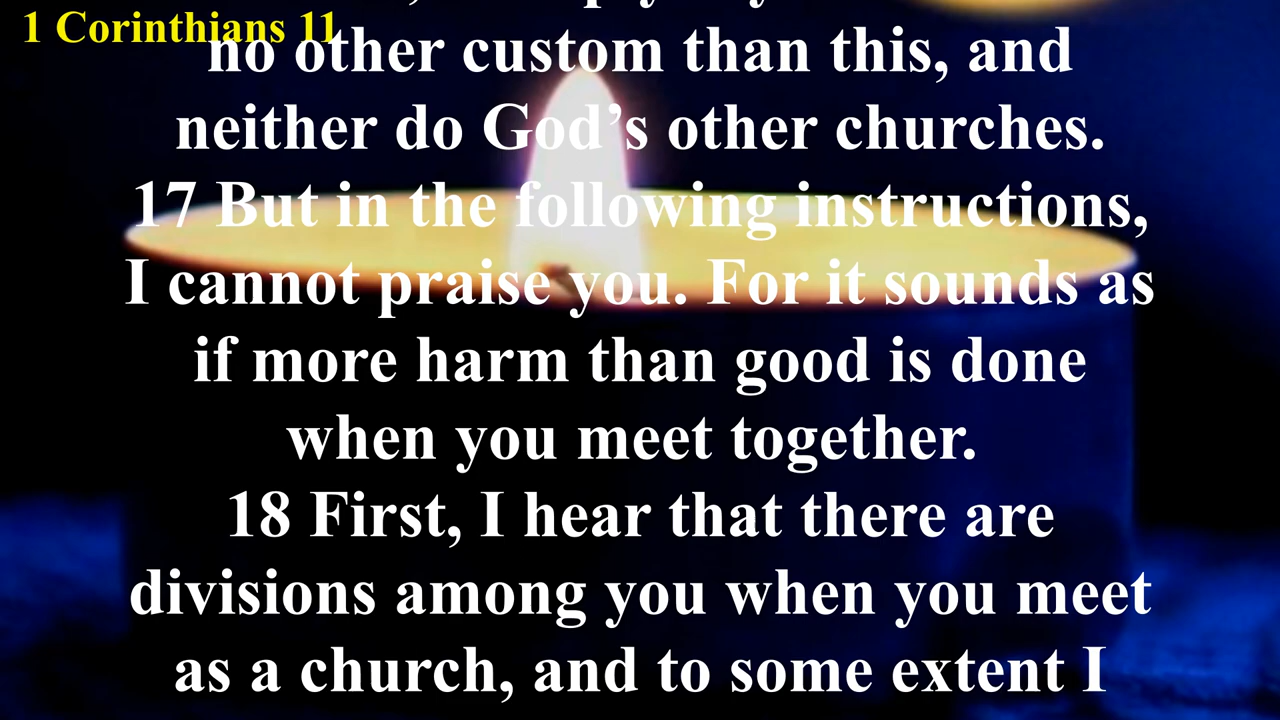 1 Corinthians 11
no other custom than this, and
neither do God’s other churches.
17 But in the following instructions,
I cannot praise you. For it sounds as
if more harm than good is done
when you meet together.
18 First, I hear that there are
divisions among you when you meet
as a church, and to some extent I